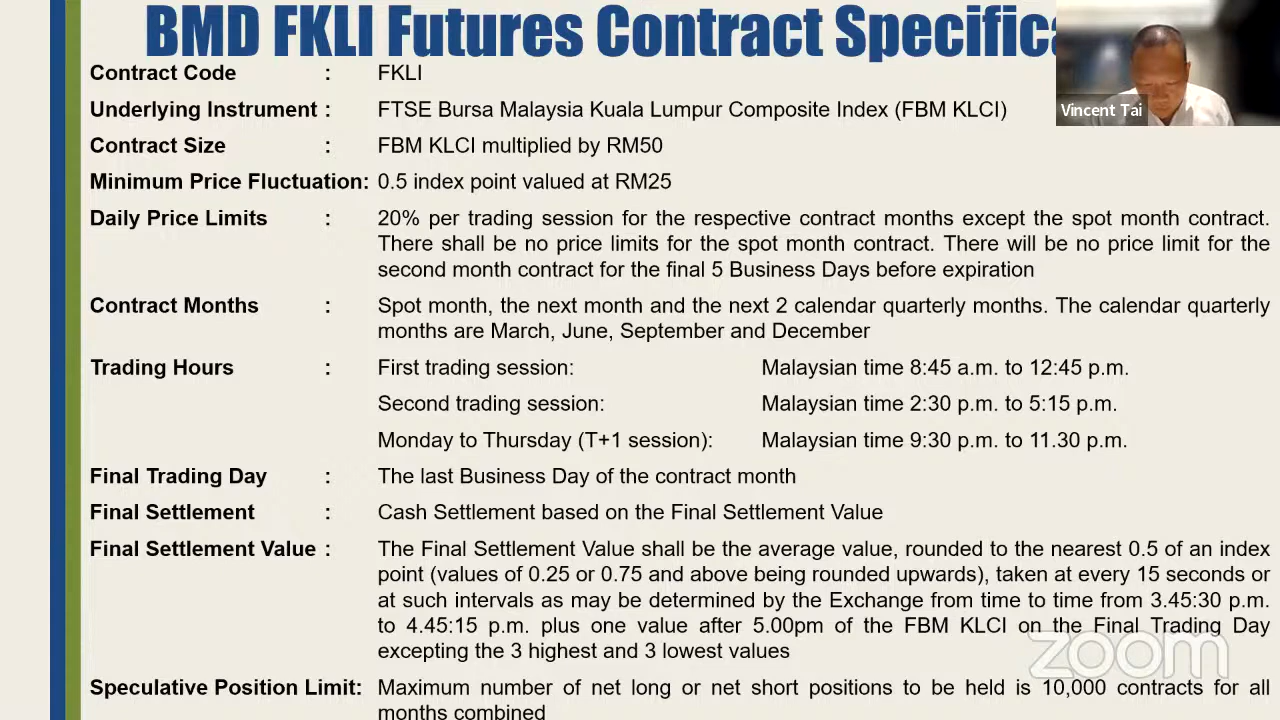 BMD FKLI Futures Contract Specifica
Contract Code : FKLI
Vincent Tai
Underlying Instrument : FTSE Bursa Malaysia Kuala Lumpur Composite Index (FBM KLCI)
Contract Size : FBM KLCI multiplied by RM50
Minimum Price Fluctuation: 0.5 index point valued at RM25
Daily Price Limits : 20% per trading session for the respective contract months except the spot month contract.
There shall be no price limits for the spot month contract. There will be no price limit for the
second month contract for the final 5 Business Days before expiration
Contract Months : Spot month, the next month and the next 2 calendar quarterly months. The calendar quarterly
months are March, June, September and December
Trading Hours : First trading session: Malaysian time 8:45 a.m. to 12:45 p.m.
Second trading session: Malaysian time 2:30 p.m. to 5:15 p.m.
Monday to Thursday (T+1 session): Malaysian time 9:30 p.m. to 11.30 p.m.
Final Trading Day : The last Business Day of the contract month
Final Settlement : Cash Settlement based on the Final Settlement Value
Final Settlement Value : The Final Settlement Value shall be the average value, rounded to the nearest 0.5 of an index
point (values of 0.25 or 0.75 and above being rounded upwards), taken at every 15 seconds or
at such intervals as may be determined by the Exchange from time to time from 3.45:30 p.m.
to 4.45:15 p.m. plus one value after 5.00pm of the FBM KLCI on the Final Trading Day
excepting the 3 highest and 3 lowest values
zoom
Speculative Position Limit: Maximum number of net long or net short positions to be held is 10,000 contracts for all
months combined